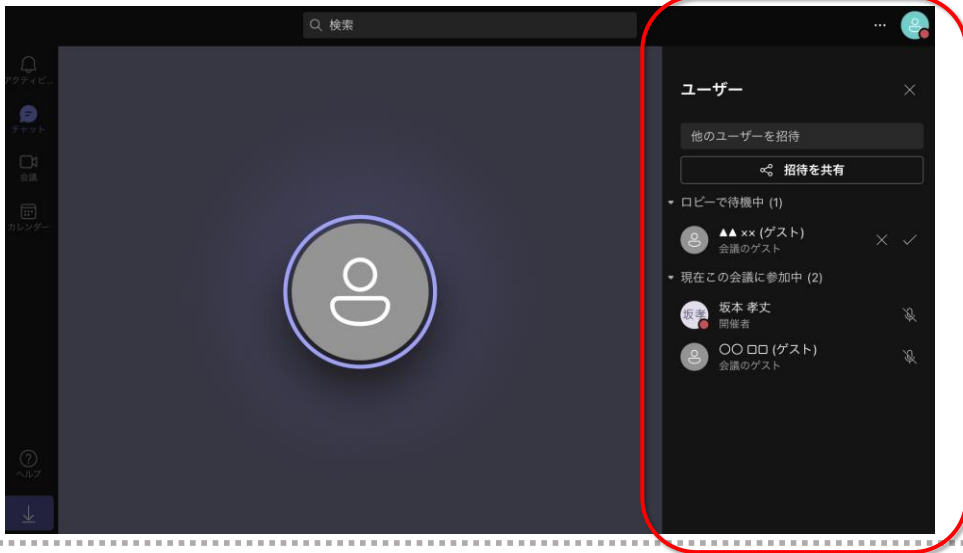 検索
…
アクティビ...
チャット
会議
カレンダー
ヘルプ
ユーザー
他のユーザーを招待
招待を共有
ロビーで待機中 (1)
▲▲ ×× (ゲスト)
会議のゲスト
現在この会議に参加中 (2)
坂孝
坂本 孝丈
開催者
〇〇 ロロ (ゲスト)
会議のゲスト